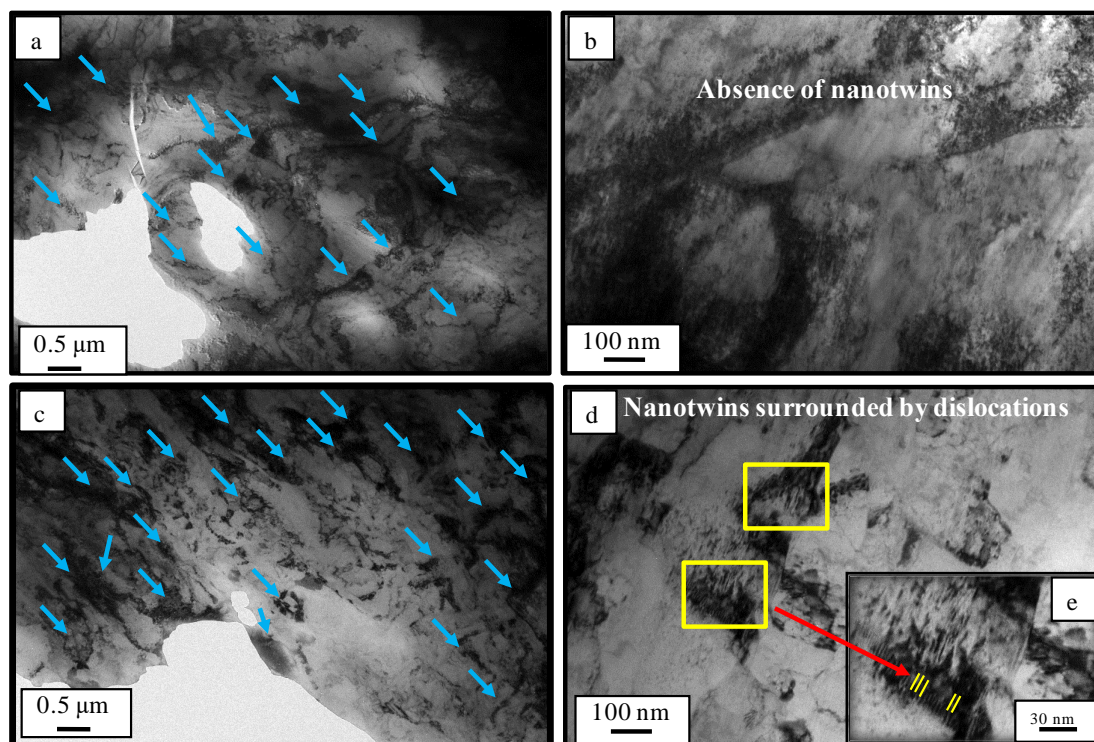 a
0.5 µm
b
Absence of nanotwins
100 nm
c
0.5 µm
d
Nanotwins surrounded by dislocations
100 nm
e
30 nm